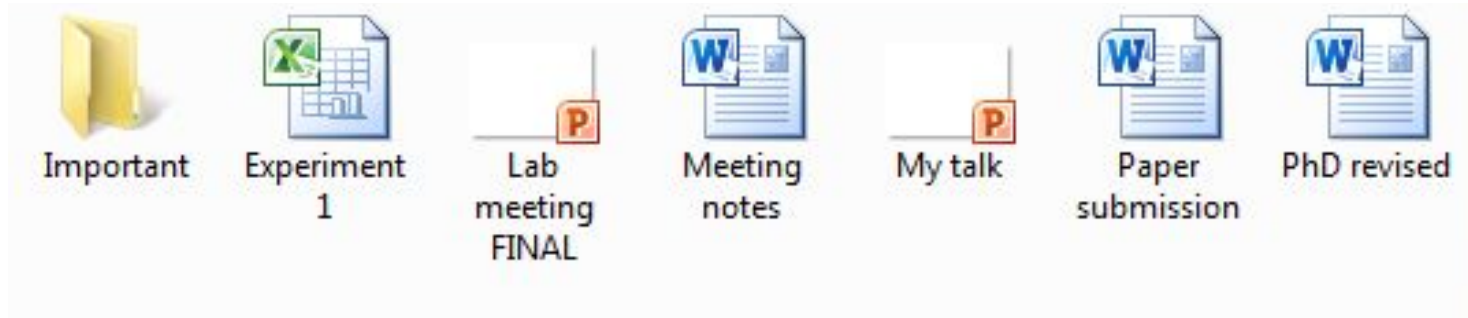 Important
Experiment
1
Lab
meeting
FINAL
Meeting
notes
My talk
Paper
submission
PhD revised